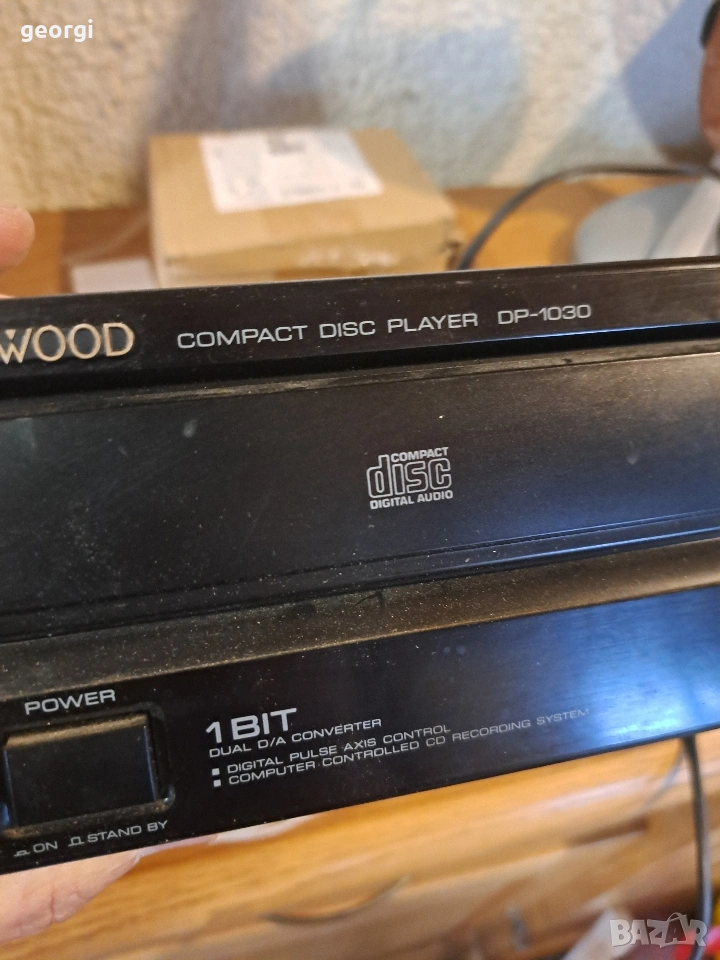 georgi
WOOD COMPACT DISC PLAYER DP-1030
COMPACT
disc
DIGITAL AUDIO
POWER
1 BIT
DUAL D/A CONVERTER
DIGITAL PULSE AXIS CONTROL
COMPUTER CONTROLLED CD RECORDING SYSTEM
ON STAND BY
BAZAR